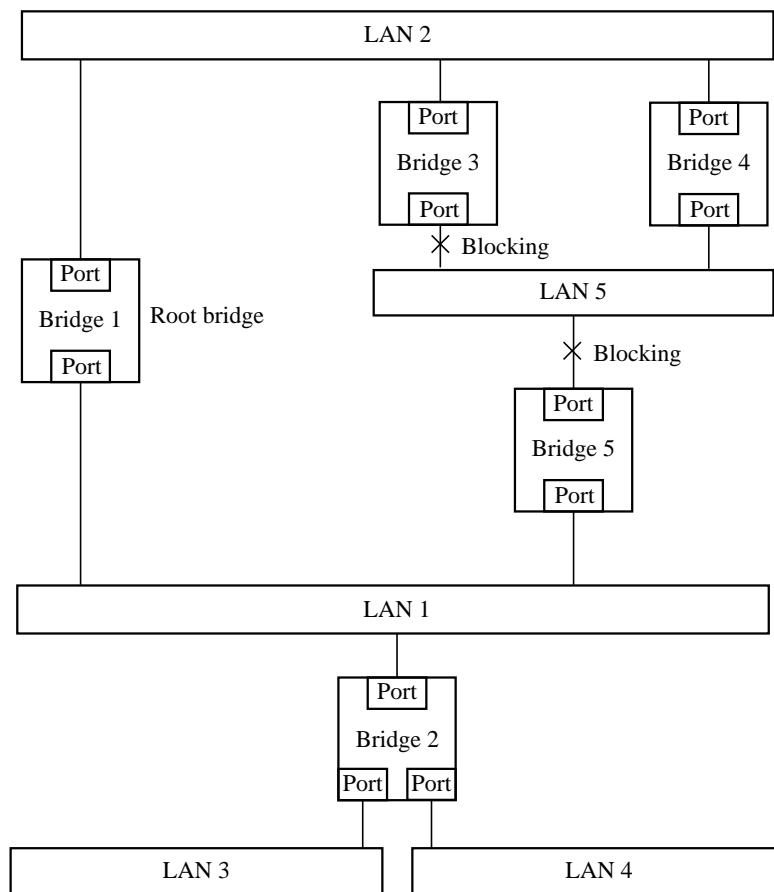 LAN 2
Port
Port
Bridge 3
Bridge 4
Port
Port
Blocking
Port
LAN 5
Bridge 1
Root bridge
Port
Blocking
Port
Bridge 5
Port
LAN 1
Port
Bridge 2
Port
Port
LAN 3
LAN 4